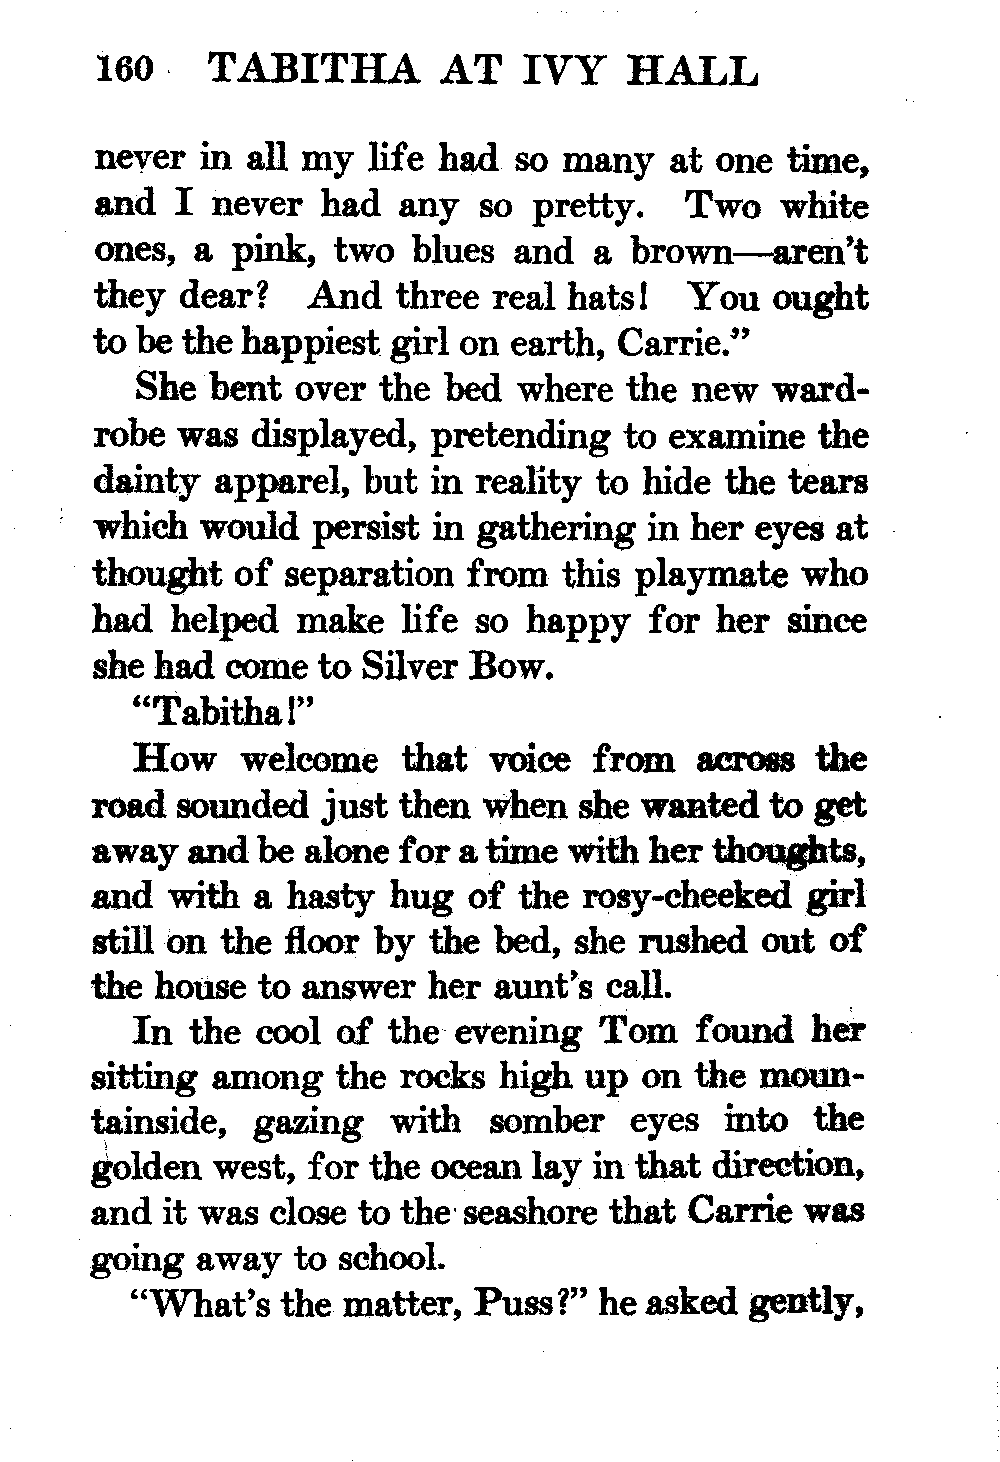 160 TABITHA AT IVY HALL
never in all my life had so many at one time,
and I never had any so pretty. Two white
ones, a pink, two blues and a brown—aren't
they dear? And three real hats! You ought
to be the happiest girl on earth, Carrie."
She bent over the bed where the new ward-
robe was displayed, pretending to examine the
dainty apparel, but in reality to hide the tears
which would persist in gathering in her eyes at
thought of separation from this playmate who
had helped make life so happy for her since
she had come to Silver Bow.
"Tabitha!"
How welcome that voice from across the
road sounded just then when she wanted to get
away and be alone for a time with her thoughts,
and with a hasty hug of the rosy-cheeked girl
still on the floor by the bed, she rushed out of
the house to answer her aunt's call.
In the cool of the evening Tom found her
sitting among the rocks high up on the moun-
tainside, gazing with somber eyes into the
golden west, for the ocean lay in that direction,
and it was close to the seashore that Carrie was
going away to school.
"What's the matter, Puss?" he asked gently,